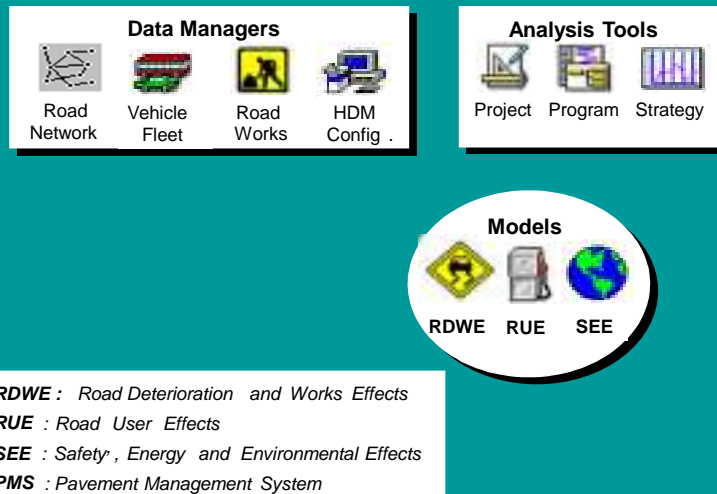 Data Managers
Road Network
Vehicle Fleet
Road Works
HDM Config .
Analysis Tools
Project Program Strategy
Models
RDWE RUE SEE
RDWE : Road Deterioration and Works Effects
RUE : Road User Effects
SEE : Safety , Energy and Environmental Effects
PMS : Pavement Management System